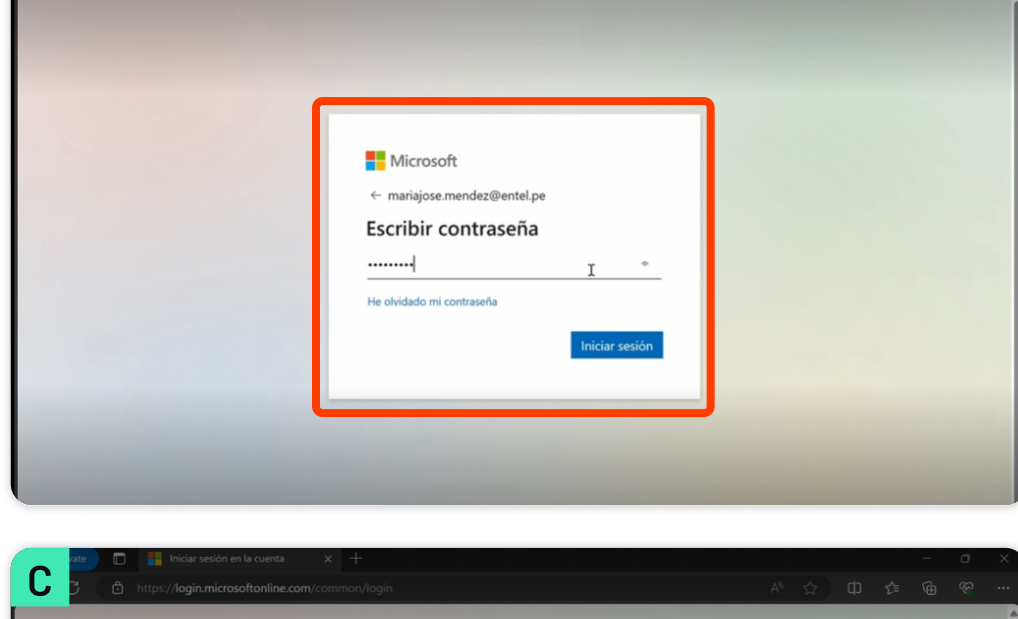 Microsoft
← mariajose.mendez@entel.pe
Escribir contraseña
•••••••••
He olvidado mi contraseña
Iniciar sesión
C
vate
Iniciar sesión en la cuenta
https://login.microsoftonline.com/common/login